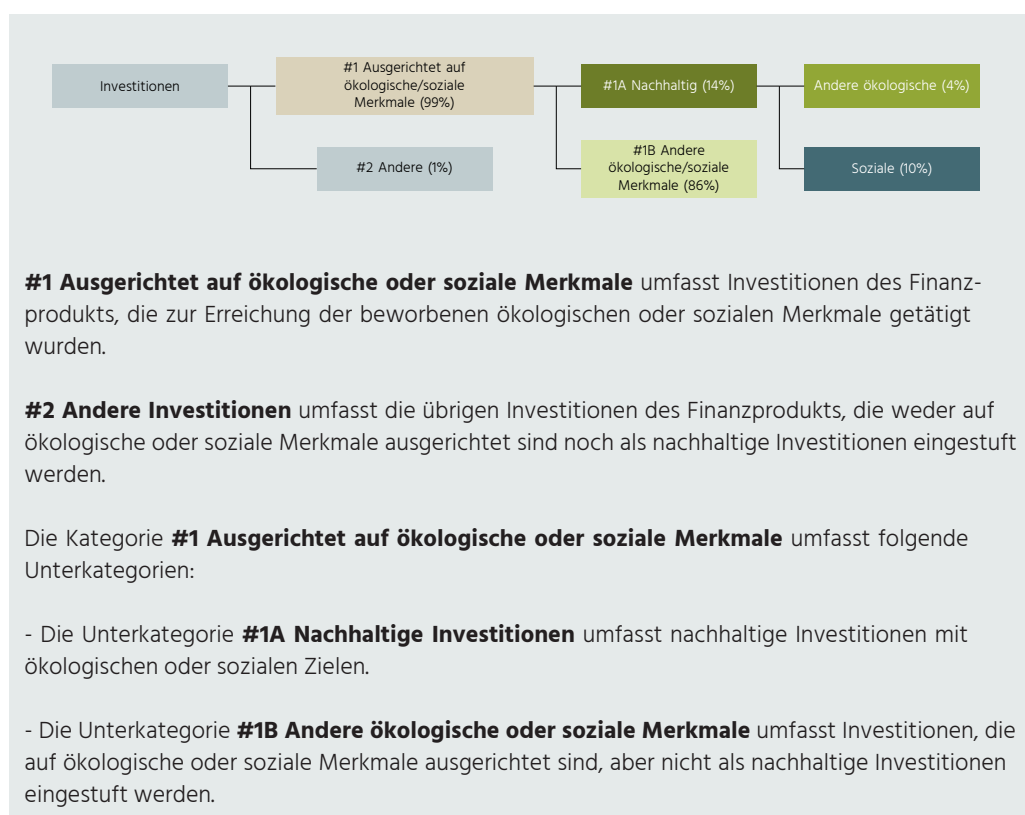 Investitionen
#1 Ausgerichtet auf
ökologische/soziale
Merkmale (99%)
#1A Nachhaltig (14%)
Andere ökologische (4%)
#2 Andere (1%)
#1B Andere
ökologische/soziale
Merkmale (86%)
Soziale (10%)
#1 Ausgerichtet auf ökologische oder soziale Merkmale umfasst Investitionen des Finanz-
produkts, die zur Erreichung der beworbenen ökologischen oder sozialen Merkmale getätigt
wurden.
#2 Andere Investitionen umfasst die übrigen Investitionen des Finanzprodukts, die weder auf
ökologische oder soziale Merkmale ausgerichtet sind noch als nachhaltige Investitionen eingestuft
werden.
Die Kategorie #1 Ausgerichtet auf ökologische oder soziale Merkmale umfasst folgende
Unterkategorien:
- Die Unterkategorie #1A Nachhaltige Investitionen umfasst nachhaltige Investitionen mit
ökologischen oder sozialen Zielen.
- Die Unterkategorie #1B Andere ökologische oder soziale Merkmale umfasst Investitionen, die
auf ökologische oder soziale Merkmale ausgerichtet sind, aber nicht als nachhaltige Investitionen
eingestuft werden.